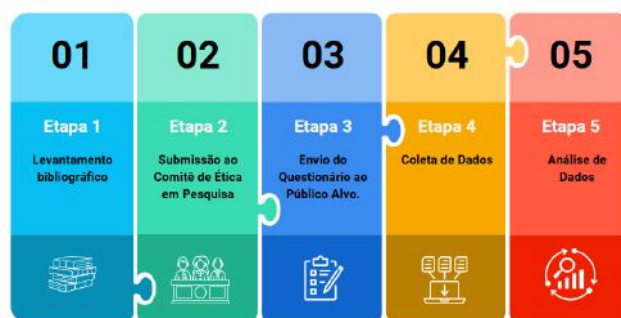 01
02
03
04
05
Etapa 1
Etapa 2
Etapa 3
Etapa 4
Etapa 5
Levantamento
bibliográfico
Submissão ao
Comitê de Ética
em Pesquisa
Envio do
Questionário ao
Público Alvo.
Coleta de Dados
Análise de
Dados